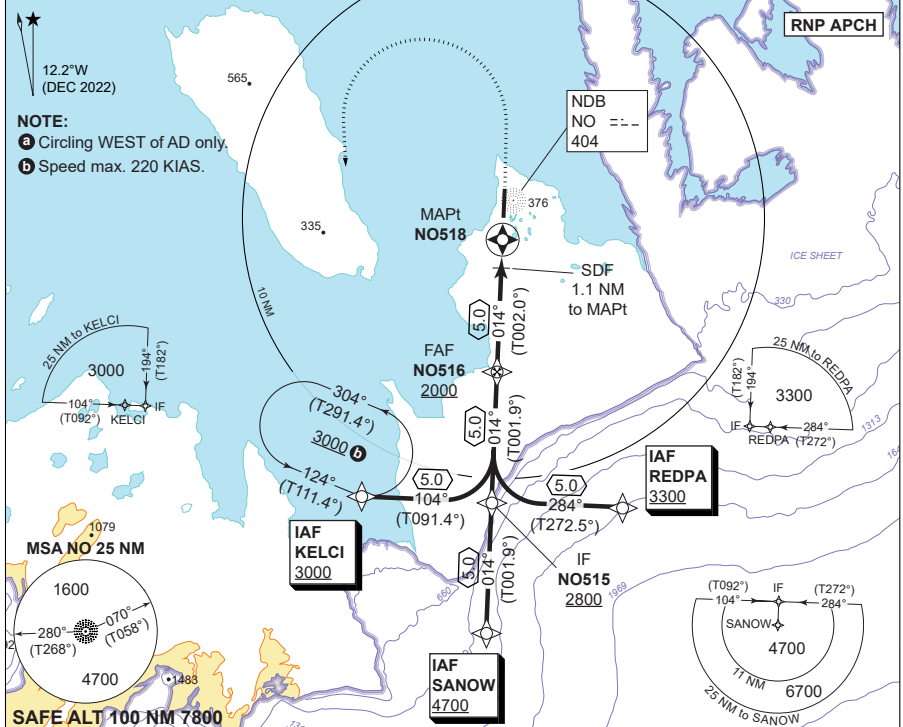 RNP APCH
12.2°W
(DEC 2022)
NOTE:
a Circling WEST of AD only.
b Speed max. 220 KIAS.
565
335
NDB
NO
404
376
MAPt
NO518
SDF
1.1 NM
to MAPt
ICE SHEET
330
10 NM
5.0
014°
(T002.0°)
FAF
NO516
2000
25 NM to KELCI
3000
194°
(T182°)
104°
(T092°)
KELCI
IF
25 NM to REDPA
3300
(T182°)
194°
IF
REDPA
284°
(T272°)
1313
164
304°
(T291.4°)
3000 b
124°
(T111.4°)
5.0
014°
(T001.9°)
5.0
104°
(T091.4°)
5.0
284°
(T272.5°)
IAF
REDPA
3300
IAF
KELCI
3000
IF
NO515
2800
5.0
014°
(T001.9°)
660
1969
1079
MSA NO 25 NM
1600
070°
(T058°)
280°
(T268°)
4700
02
1483
SAFE ALT 100 NM 7800
IAF
SANOW
4700
(T092°)
104°
IF
(T272°)
284°
SANOW
4700
11 NM
6700
25 NM to SANOW